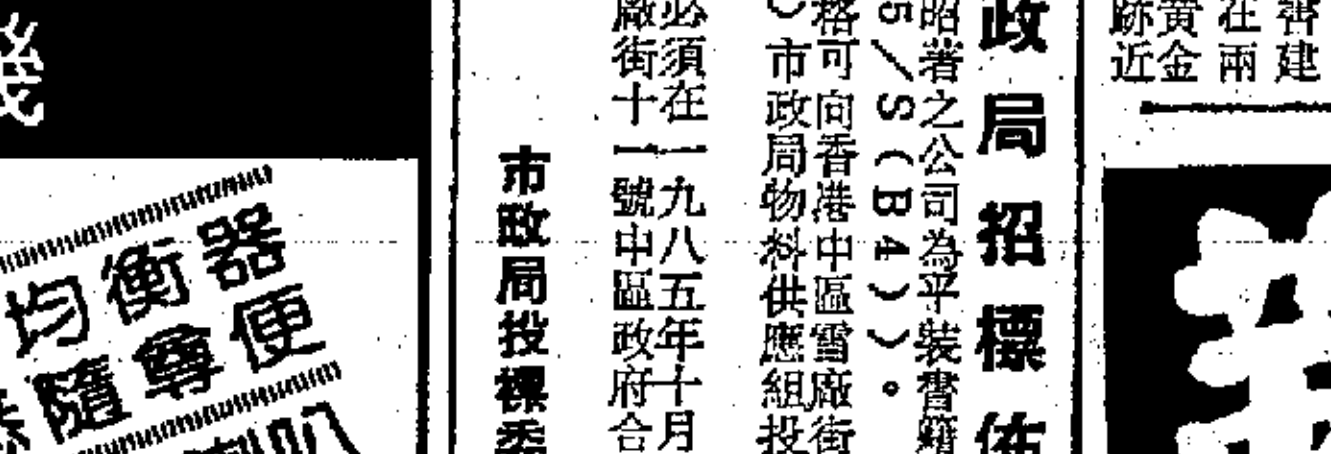 書建
在兩
黃金
跡近
政局招標佈
昭著之公司為平裝書籍
5／S（B4））。
格可向香港中區雪廠街
）市政局物料供應組投
必須在一九八五年十月
廠街十一號中區政府合
市政局投標委
均衡器
隨尊便